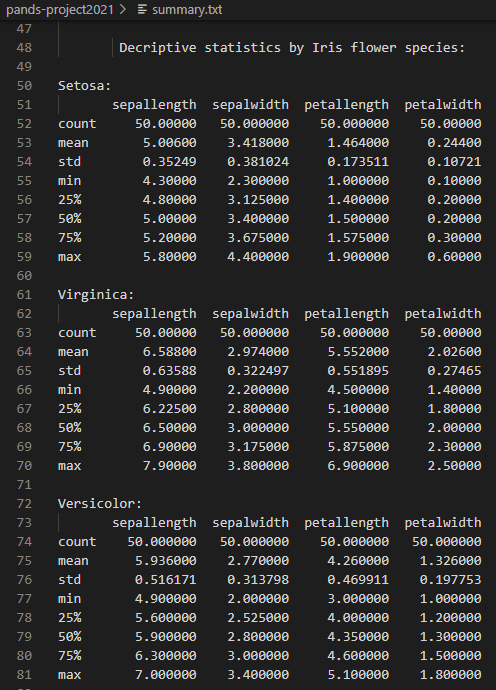 pands-project2021 > summary.txt
47
48 Decriptive statistics by Iris flower species:
49
50 Setosa:
51 sepallength sepalwidth petallength petalwidth
52 count 50.00000 50.000000 50.000000 50.00000
53 mean 5.00600 3.418000 1.464000 0.24400
54 std 0.35249 0.381024 0.173511 0.10721
55 min 4.30000 2.300000 1.000000 0.10000
56 25% 4.80000 3.125000 1.400000 0.20000
57 50% 5.00000 3.400000 1.500000 0.20000
58 75% 5.20000 3.675000 1.575000 0.30000
59 max 5.80000 4.400000 1.900000 0.60000
60
61 Virginica:
62 sepallength sepalwidth petallength petalwidth
63 count 50.00000 50.000000 50.000000 50.00000
64 mean 6.58800 2.974000 5.552000 2.02600
65 std 0.63588 0.322497 0.551895 0.27465
66 min 4.90000 2.200000 4.500000 1.40000
67 25% 6.22500 2.800000 5.100000 1.80000
68 50% 6.50000 3.000000 5.550000 2.00000
69 75% 6.90000 3.175000 5.875000 2.30000
70 max 7.90000 3.800000 6.900000 2.50000
71
72 Versicolor:
73 sepallength sepalwidth petallength petalwidth
74 count 50.000000 50.000000 50.000000 50.000000
75 mean 5.936000 2.770000 4.260000 1.326000
76 std 0.516171 0.313798 0.469911 0.197753
77 min 4.900000 2.000000 3.000000 1.000000
78 25% 5.600000 2.525000 4.000000 1.200000
79 50% 5.900000 2.800000 4.350000 1.300000
80 75% 6.300000 3.000000 4.600000 1.500000
81 max 7.000000 3.400000 5.100000 1.800000